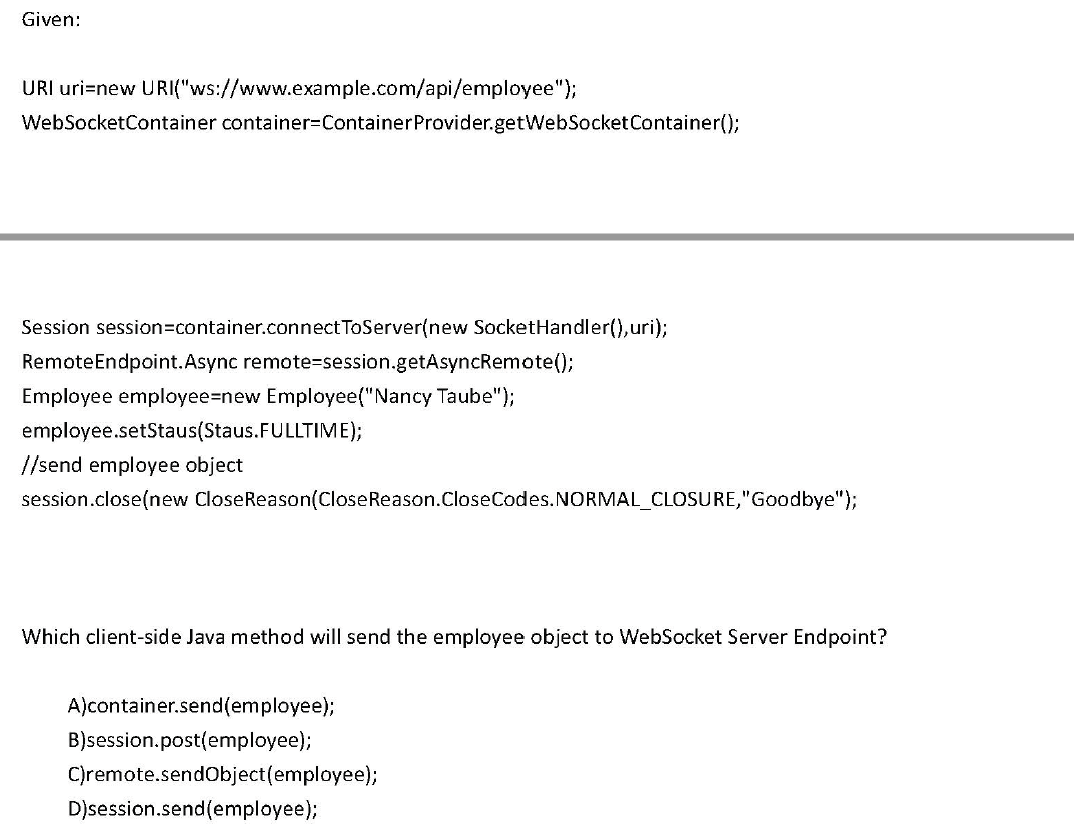 Given:
URI uri=new URI("ws://www.example.com/api/employee");
WebSocketContainer container=ContainerProvider.getWebSocketContainer();
Session session=container.connectToServer(new SocketHandler(),uri);
RemoteEndpoint.Async remote=session.getAsyncRemote();
Employee employee=new Employee("Nancy Taube");
employee.setStaus(Staus.FULLTIME);
//send employee object
session.close(new CloseReason(CloseReason.CloseCodes.NORMAL_CLOSURE,"Goodbye");
Which client-side Java method will send the employee object to WebSocket Server Endpoint?
A)container.send(employee);
B)session.post(employee);
C)remote.sendObject(employee);
D)session.send(employee);